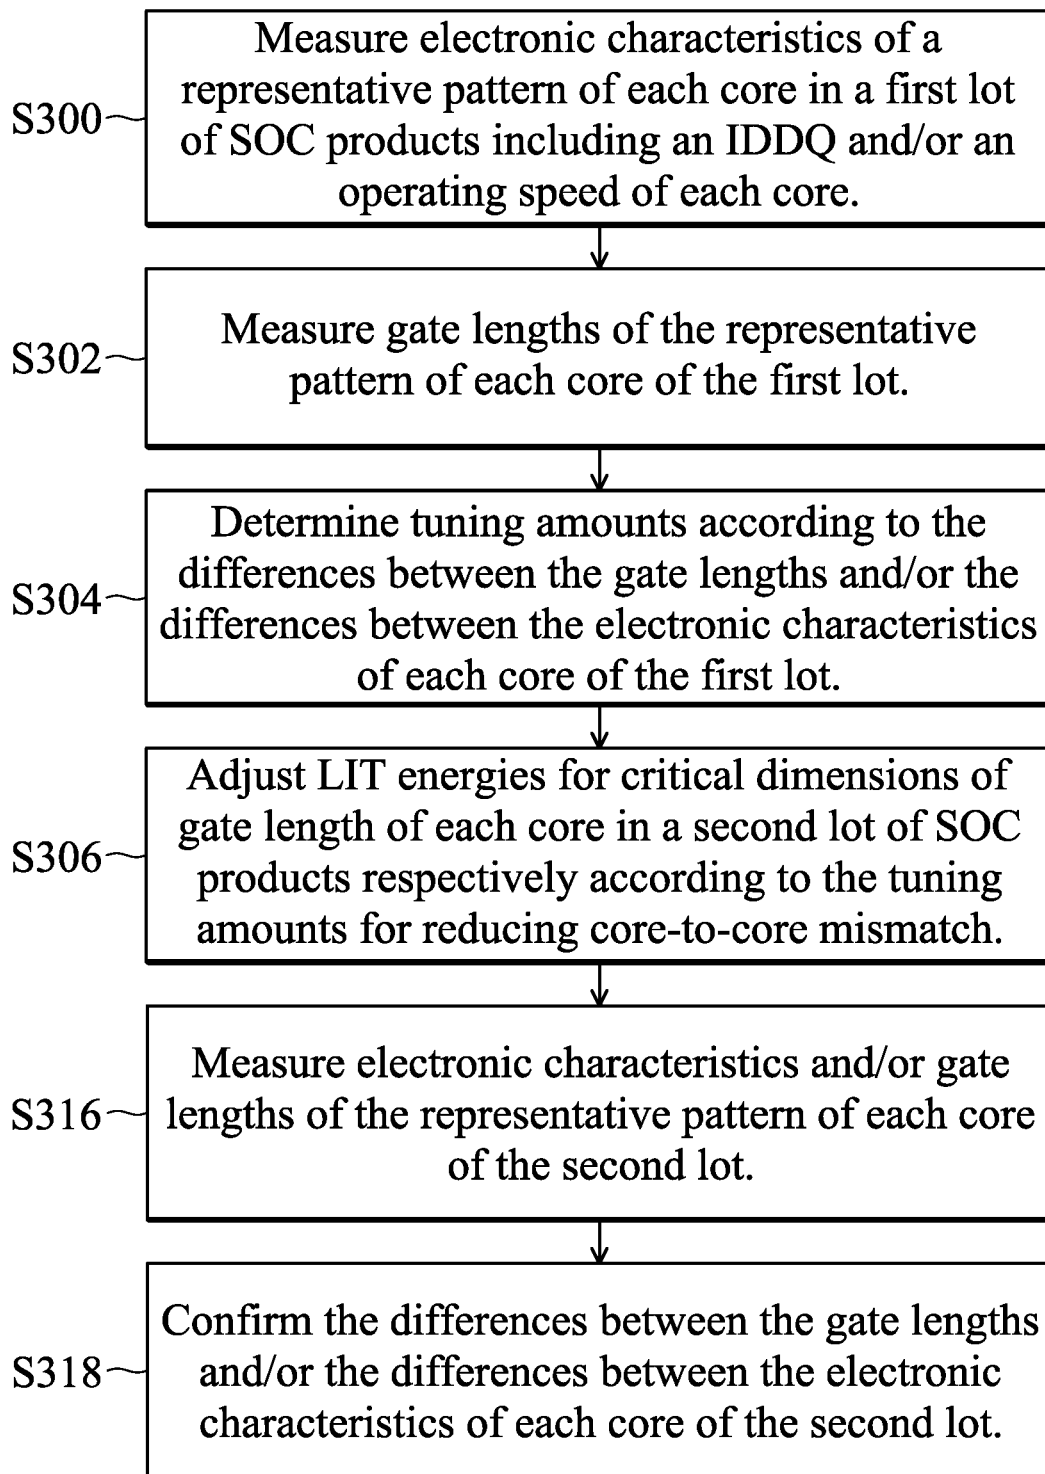 Measure electronic characteristics of a
representative pattern of each core in a first lot
S300
of SOC products including an IDDQ and/or an
operating speed of each core.
Measure gate lengths of the representative
S302
pattern of each core of the first lot.
Determine tuning amounts according to the
differences between the gate lengths and/or the
S304
differences between the electronic characteristics
of each core of the first lot.
Adjust LIT energies for critical dimensions of
gate length of each core in a second lot of SOC
S306
products respectively according to the tuning
amounts for reducing core-to-core mismatch.
Measure electronic characteristics and/or gate
S316
lengths of the representative pattern of each core
of the second lot.
Confirm the differences between the gate lengths
S318
and/or the differences between the electronic
characteristics of each core of the second lot.